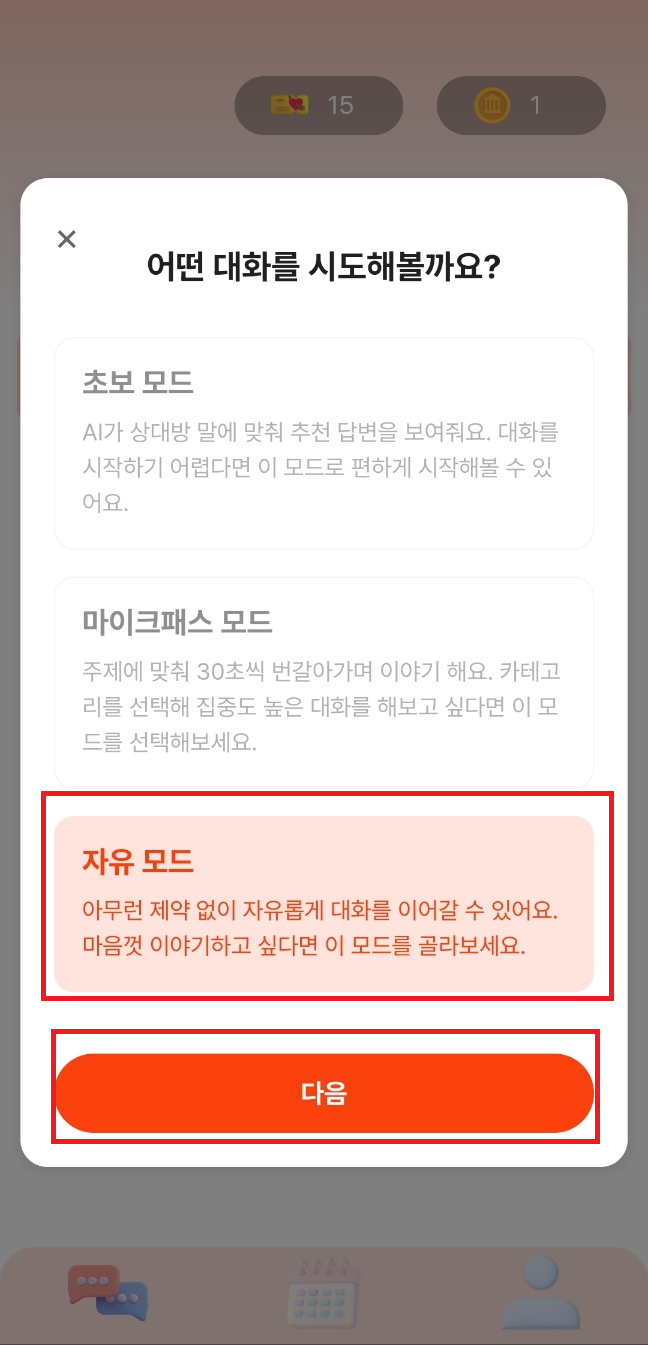 15
1
어떤 대화를 시도해볼까요?
초보 모드
AI가 상대방 말에 맞춰 추천 답변을 보여줘요. 대화를
시작하기 어렵다면 이 모드로 편하게 시작해볼 수 있
어요.
마이크패스 모드
주제에 맞춰 30초씩 번갈아가며 이야기 해요. 카테고
리를 선택해 집중도 높은 대화를 해보고 싶다면 이 모
드를 선택해보세요.
자유 모드
아무런 제약 없이 자유롭게 대화를 이어갈 수 있어요.
마음껏 이야기하고 싶다면 이 모드를 골라보세요.
다음